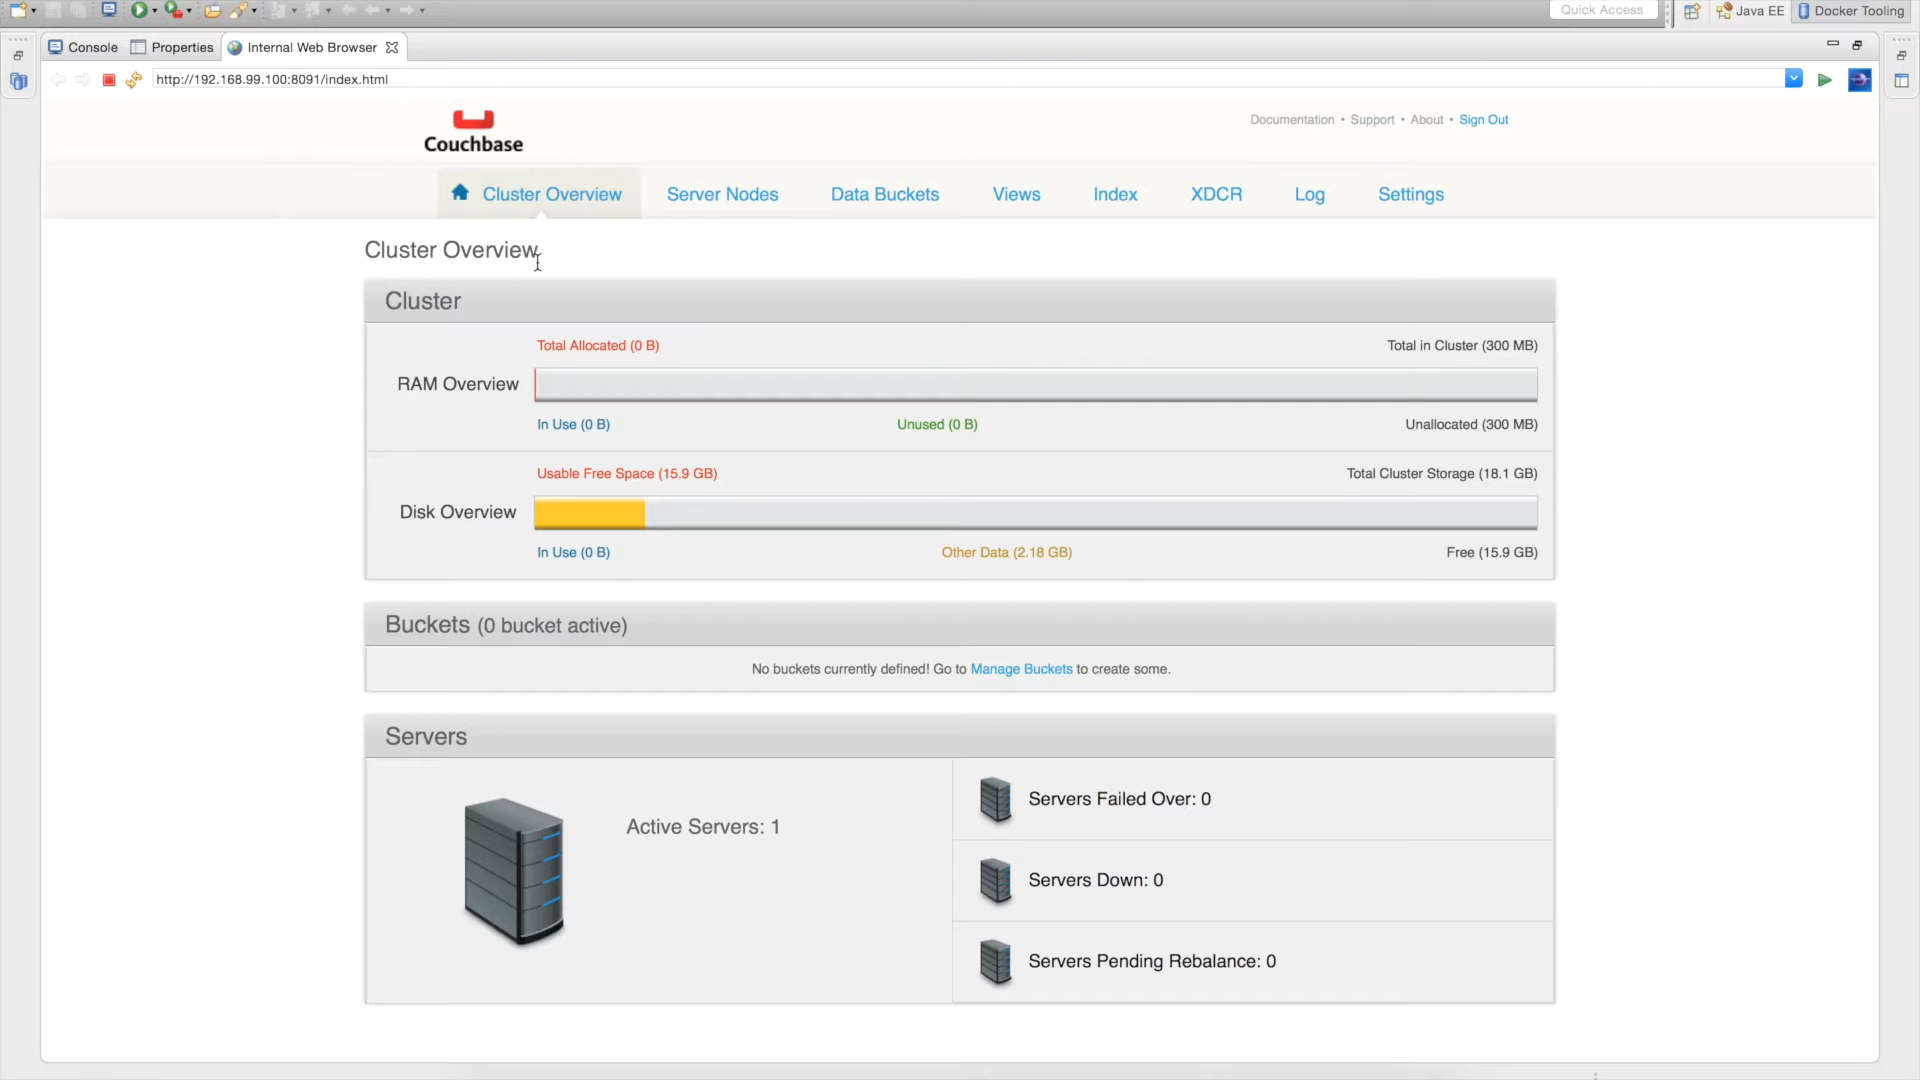 Quick Access
Java EE
Docker Tooling
Console
Properties
Internal Web Browser
http://192.168.99.100:8091/index.html
Couchbase
Documentation • Support • About • Sign Out
Cluster Overview
Server Nodes
Data Buckets
Views
Index
XDCR
Log
Settings
Cluster Overview
Cluster
Total Allocated (0 B)
Total in Cluster (300 MB)
RAM Overview
In Use (0 B)
Unused (0 B)
Unallocated (300 MB)
Usable Free Space (15.9 GB)
Total Cluster Storage (18.1 GB)
Disk Overview
In Use (0 B)
Other Data (2.18 GB)
Free (15.9 GB)
Buckets (0 bucket active)
No buckets currently defined! Go to Manage Buckets to create some.
Servers
Active Servers: 1
Servers Failed Over: 0
Servers Down: 0
Servers Pending Rebalance: 0